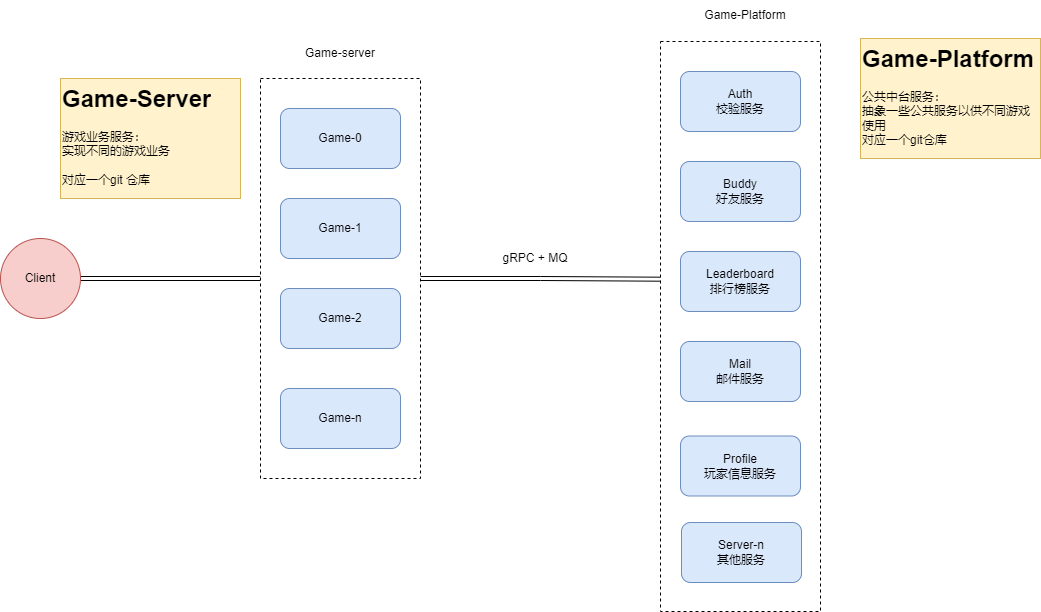 Game-Platform
Game-server
Game-Server
游戏业务服务:
实现不同的游戏业务
对应一个git 仓库
Game-Platform
公共中台服务:
抽象一些公共服务以供不同游戏
使用
对应一个git仓库
Client
Game-0
Game-1
Game-2
Game-n
gRPC + MQ
Auth
校验服务
Buddy
好友服务
Leaderboard
排行榜服务
Mail
邮件服务
Profile
玩家信息服务
Server-n
其他服务